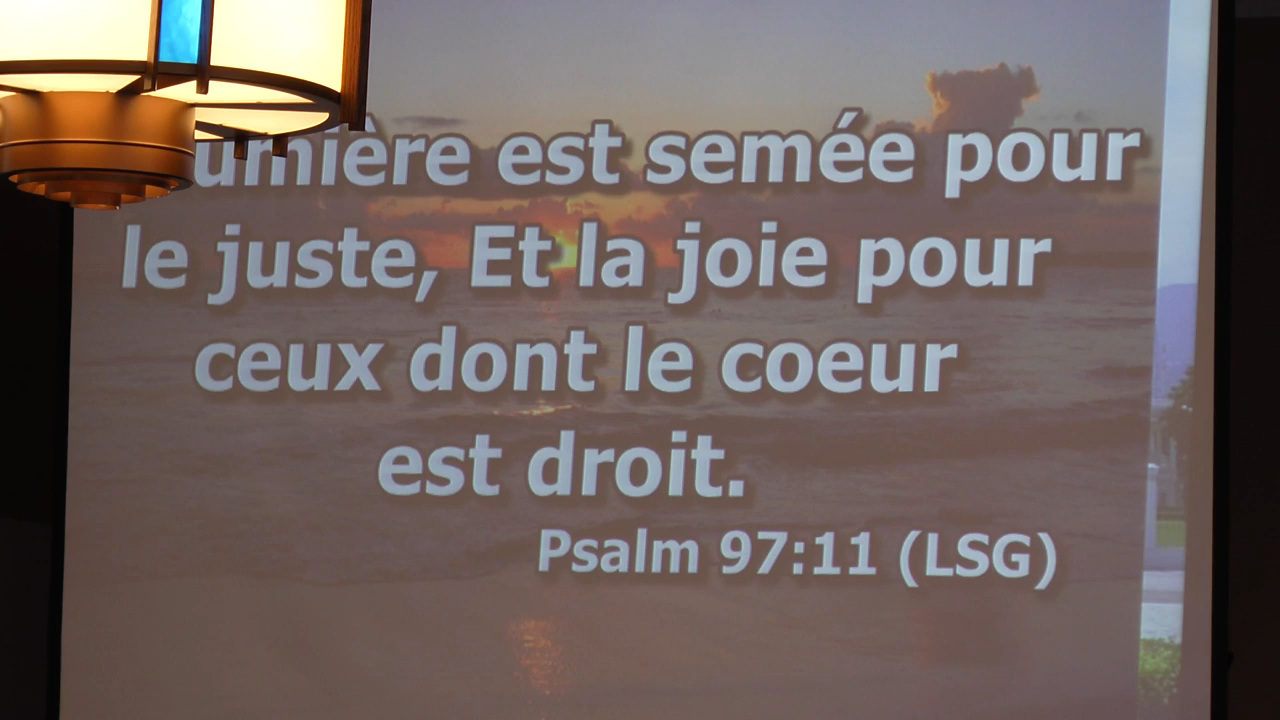 umière est semée pour
le juste, Et la joie pour
ceux dont le coeur
est droit.
Psalm 97:11 (LSG)